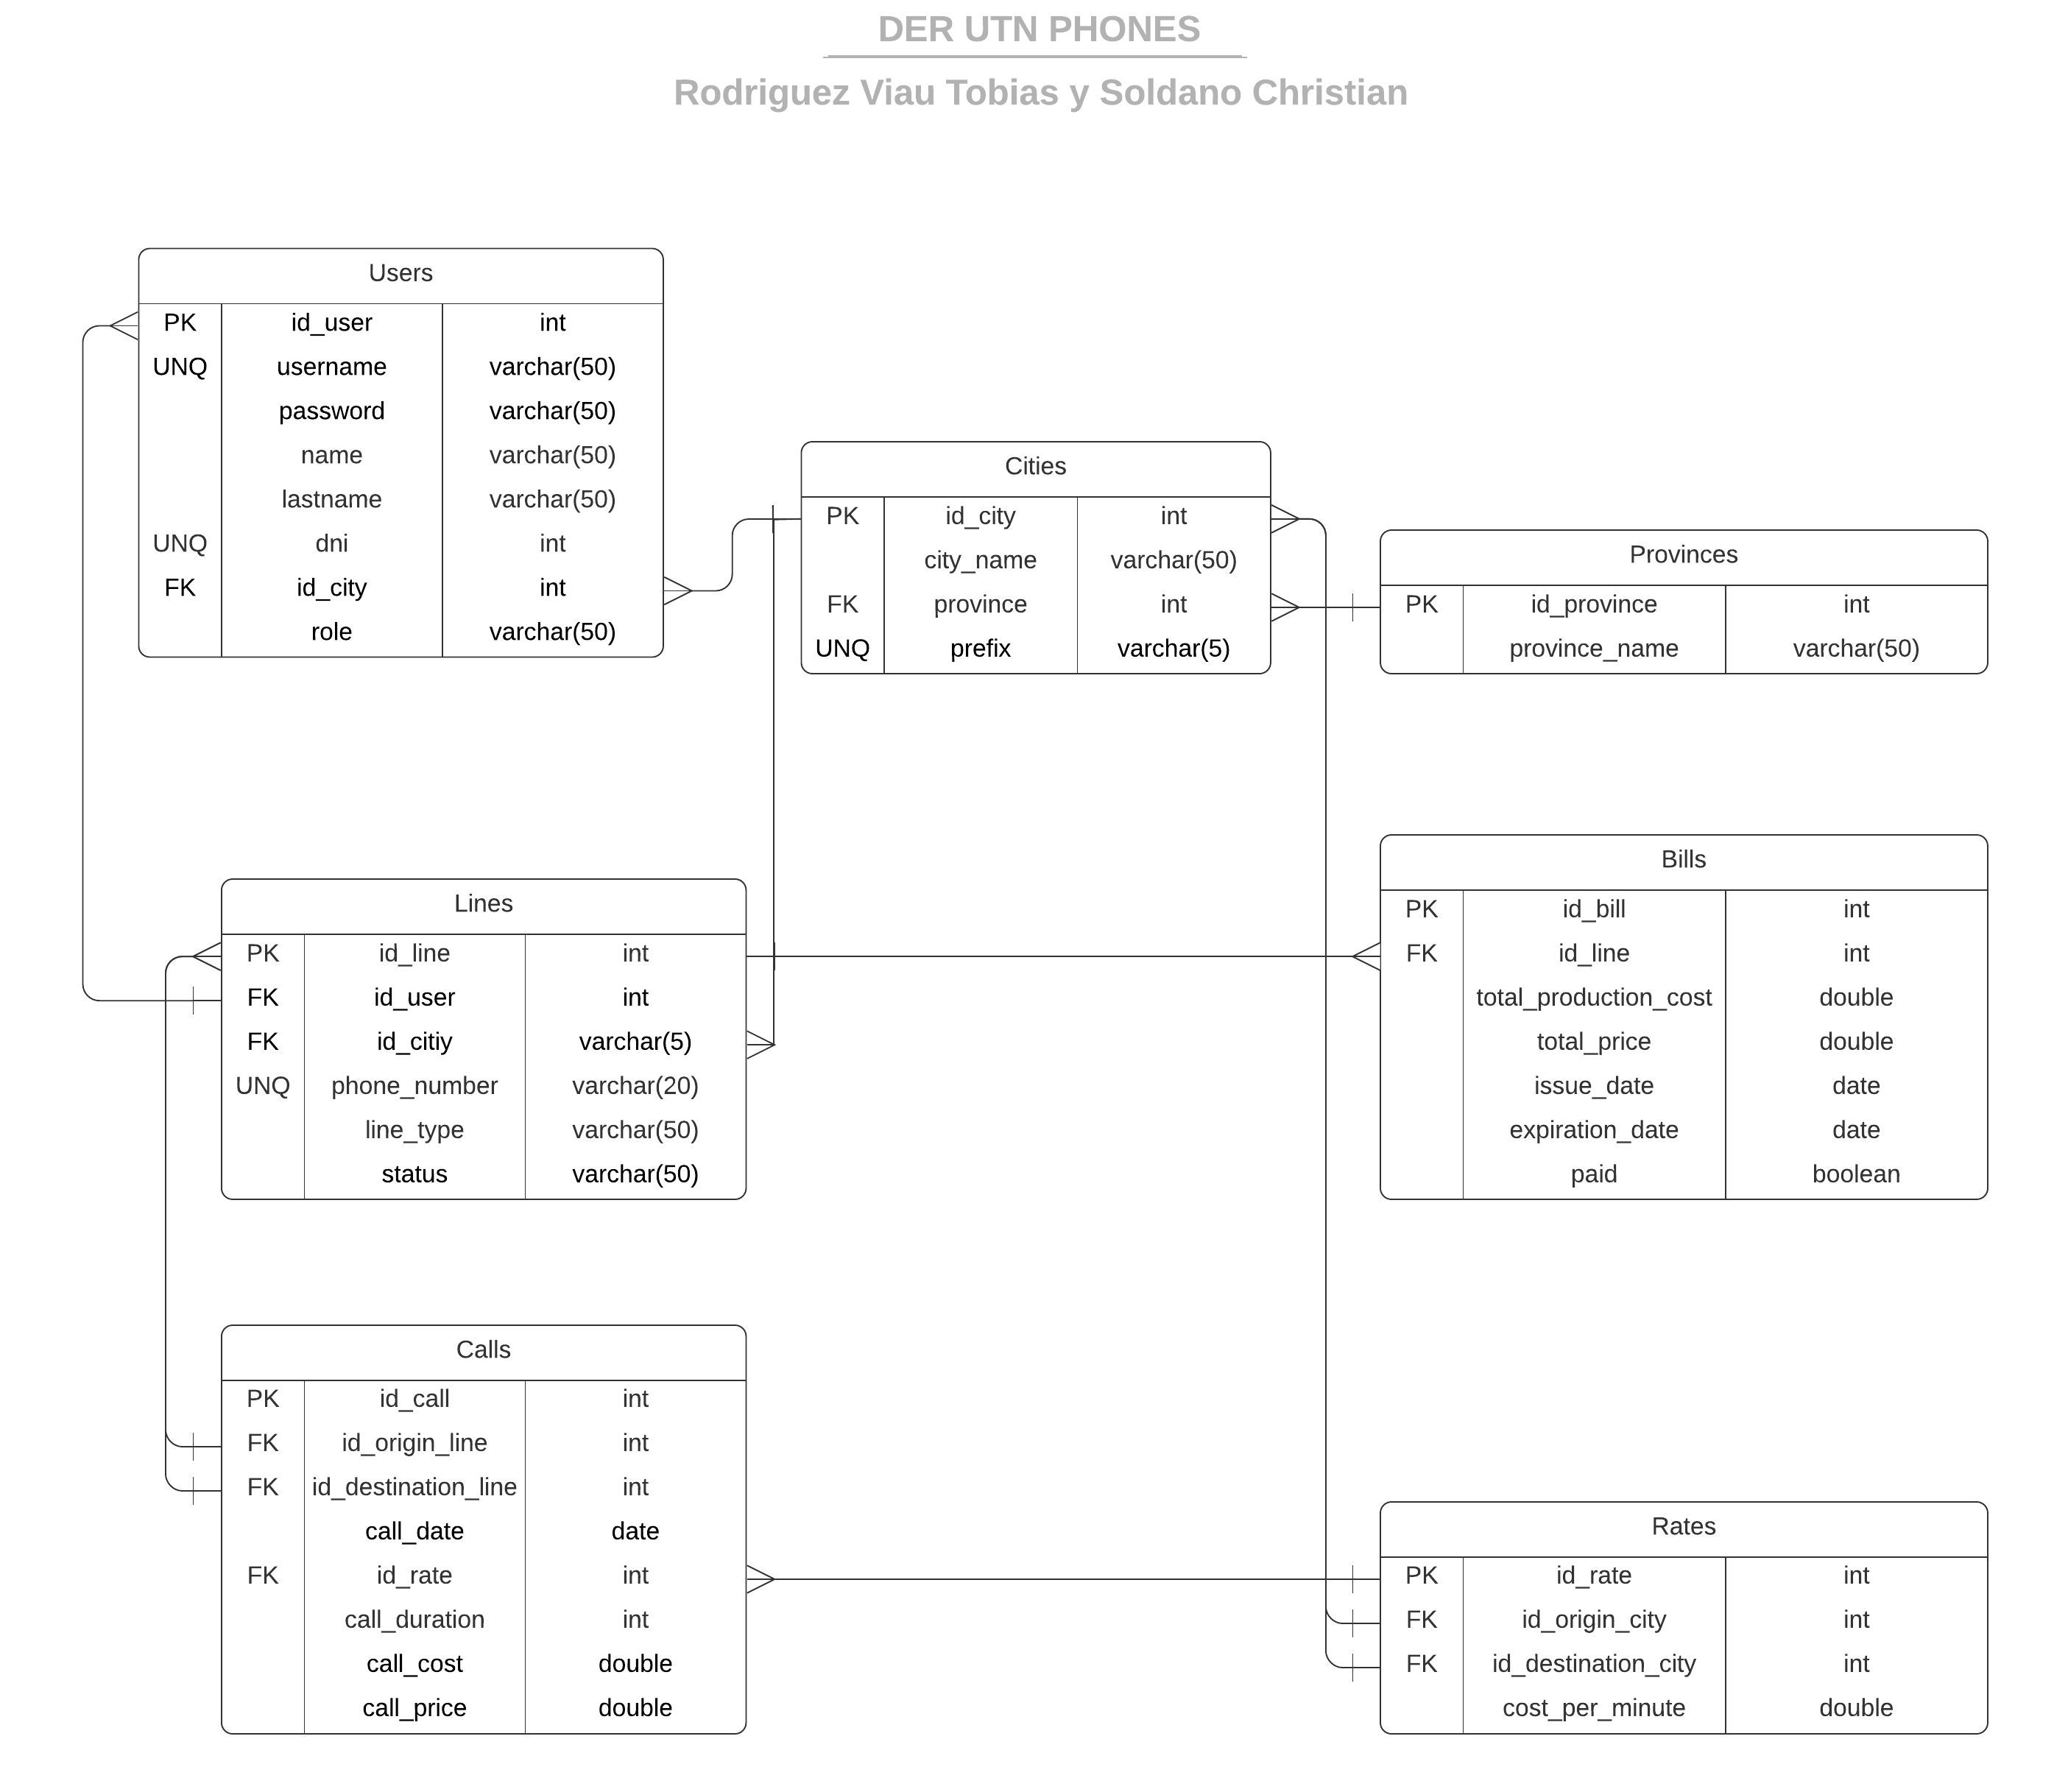 DER UTN PHONES
Rodriguez Viau Tobias y Soldano Christian
Users
PK id_user int
UNQ username varchar(50)
password varchar(50)
name varchar(50)
lastname varchar(50)
UNQ dni int
FK id_city int
role varchar(50)
Cities
PK id_city int
city_name varchar(50)
FK province int
UNQ prefix varchar(5)
Provinces
PK id_province int
province_name varchar(50)
Lines
PK id_line int
FK id_user int
FK id_citiy varchar(5)
UNQ phone_number varchar(20)
line_type varchar(50)
status varchar(50)
Bills
PK id_bill int
FK id_line int
total_production_cost double
total_price double
issue_date date
expiration_date date
paid boolean
Calls
PK id_call int
FK id_origin_line int
FK id_destination_line int
call_date date
FK id_rate int
call_duration int
call_cost double
call_price double
Rates
PK id_rate int
FK id_origin_city int
FK id_destination_city int
cost_per_minute double